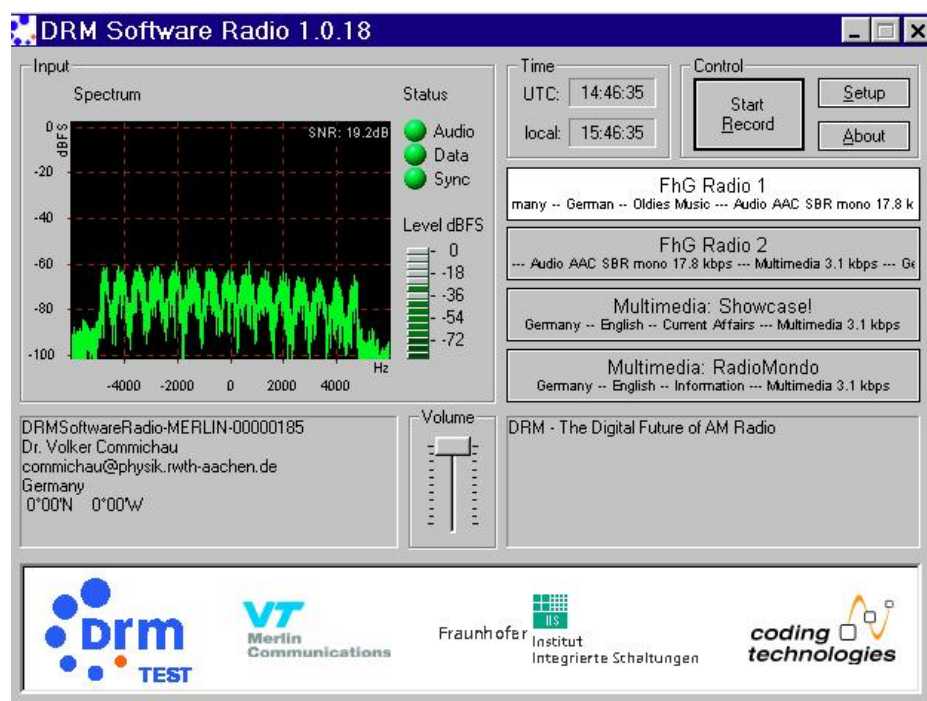 DRM Software Radio 1.0.18
Input
Spectrum
Status
0
dBFS
SNR: 19.2dB
-20
-40
-60
-80
-100
Hz
-4000 -2000 0 2000 4000
Audio
Data
Sync
Level dBFS
0
-18
-36
-54
-72
Time
UTC: 14:46:35
local: 15:46:35
Control
Start
Record
Setup
About
FhG Radio 1
many -- German -- Oldies Music --- Audio AAC SBR mono 17.8 k
FhG Radio 2
--- Audio AAC SBR mono 17.8 kbps --- Multimedia 3.1 kbps --- Ge
Multimedia: Showcase!
Germany -- English -- Current Affairs --- Multimedia 3.1 kbps
Multimedia: RadioMondo
Germany -- English -- Information --- Multimedia 3.1 kbps
DRMSoftwareRadio-MERLIN-00000185
Dr. Volker Commichau
commichau@physik.rwth-aachen.de
Germany
0°00'N 0°00'W
Volume
DRM - The Digital Future of AM Radio
Drm
TEST
VT
Merlin
Communications
Fraunhofer
IIS
Institut
Integrierte Schaltungen
coding
technologies